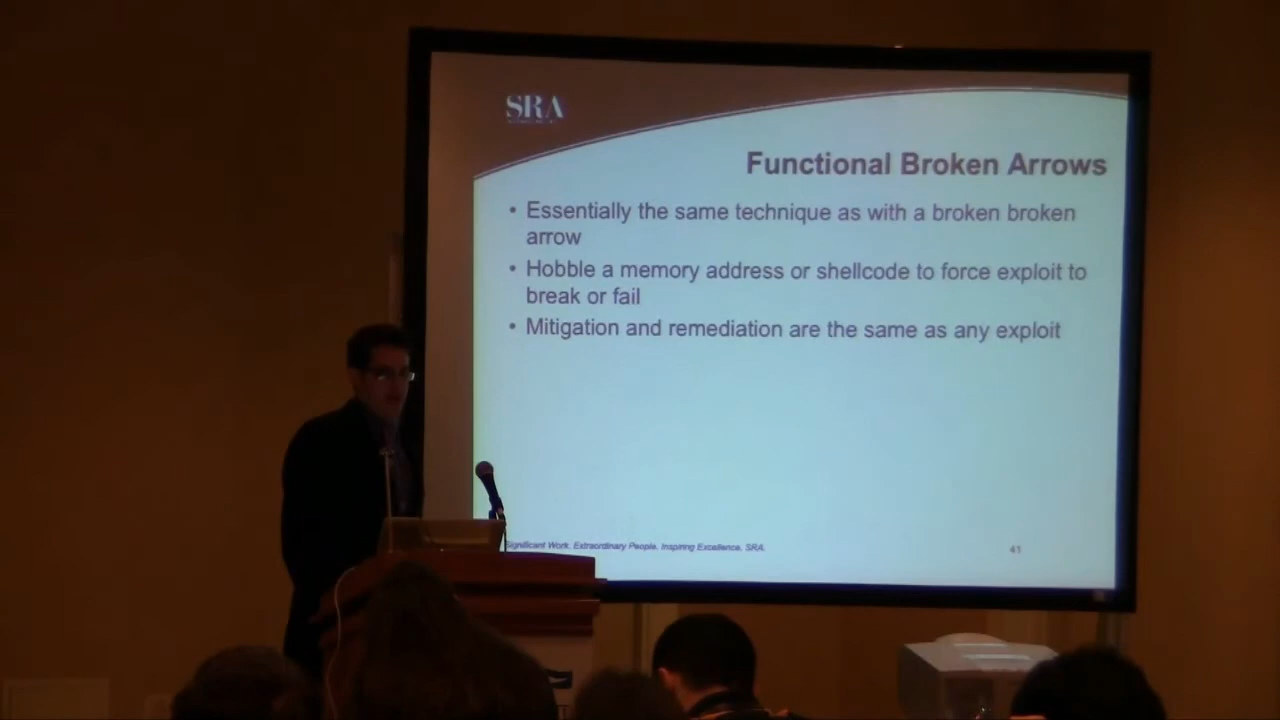 SRA
Functional Broken Arrows
• Essentially the same technique as with a broken broken
arrow
• Hobble a memory address or shellcode to force exploit to
break or fail
• Mitigation and remediation are the same as any exploit
Significant Work. Extraordinary People. Inspiring Excellence. SRA.
41